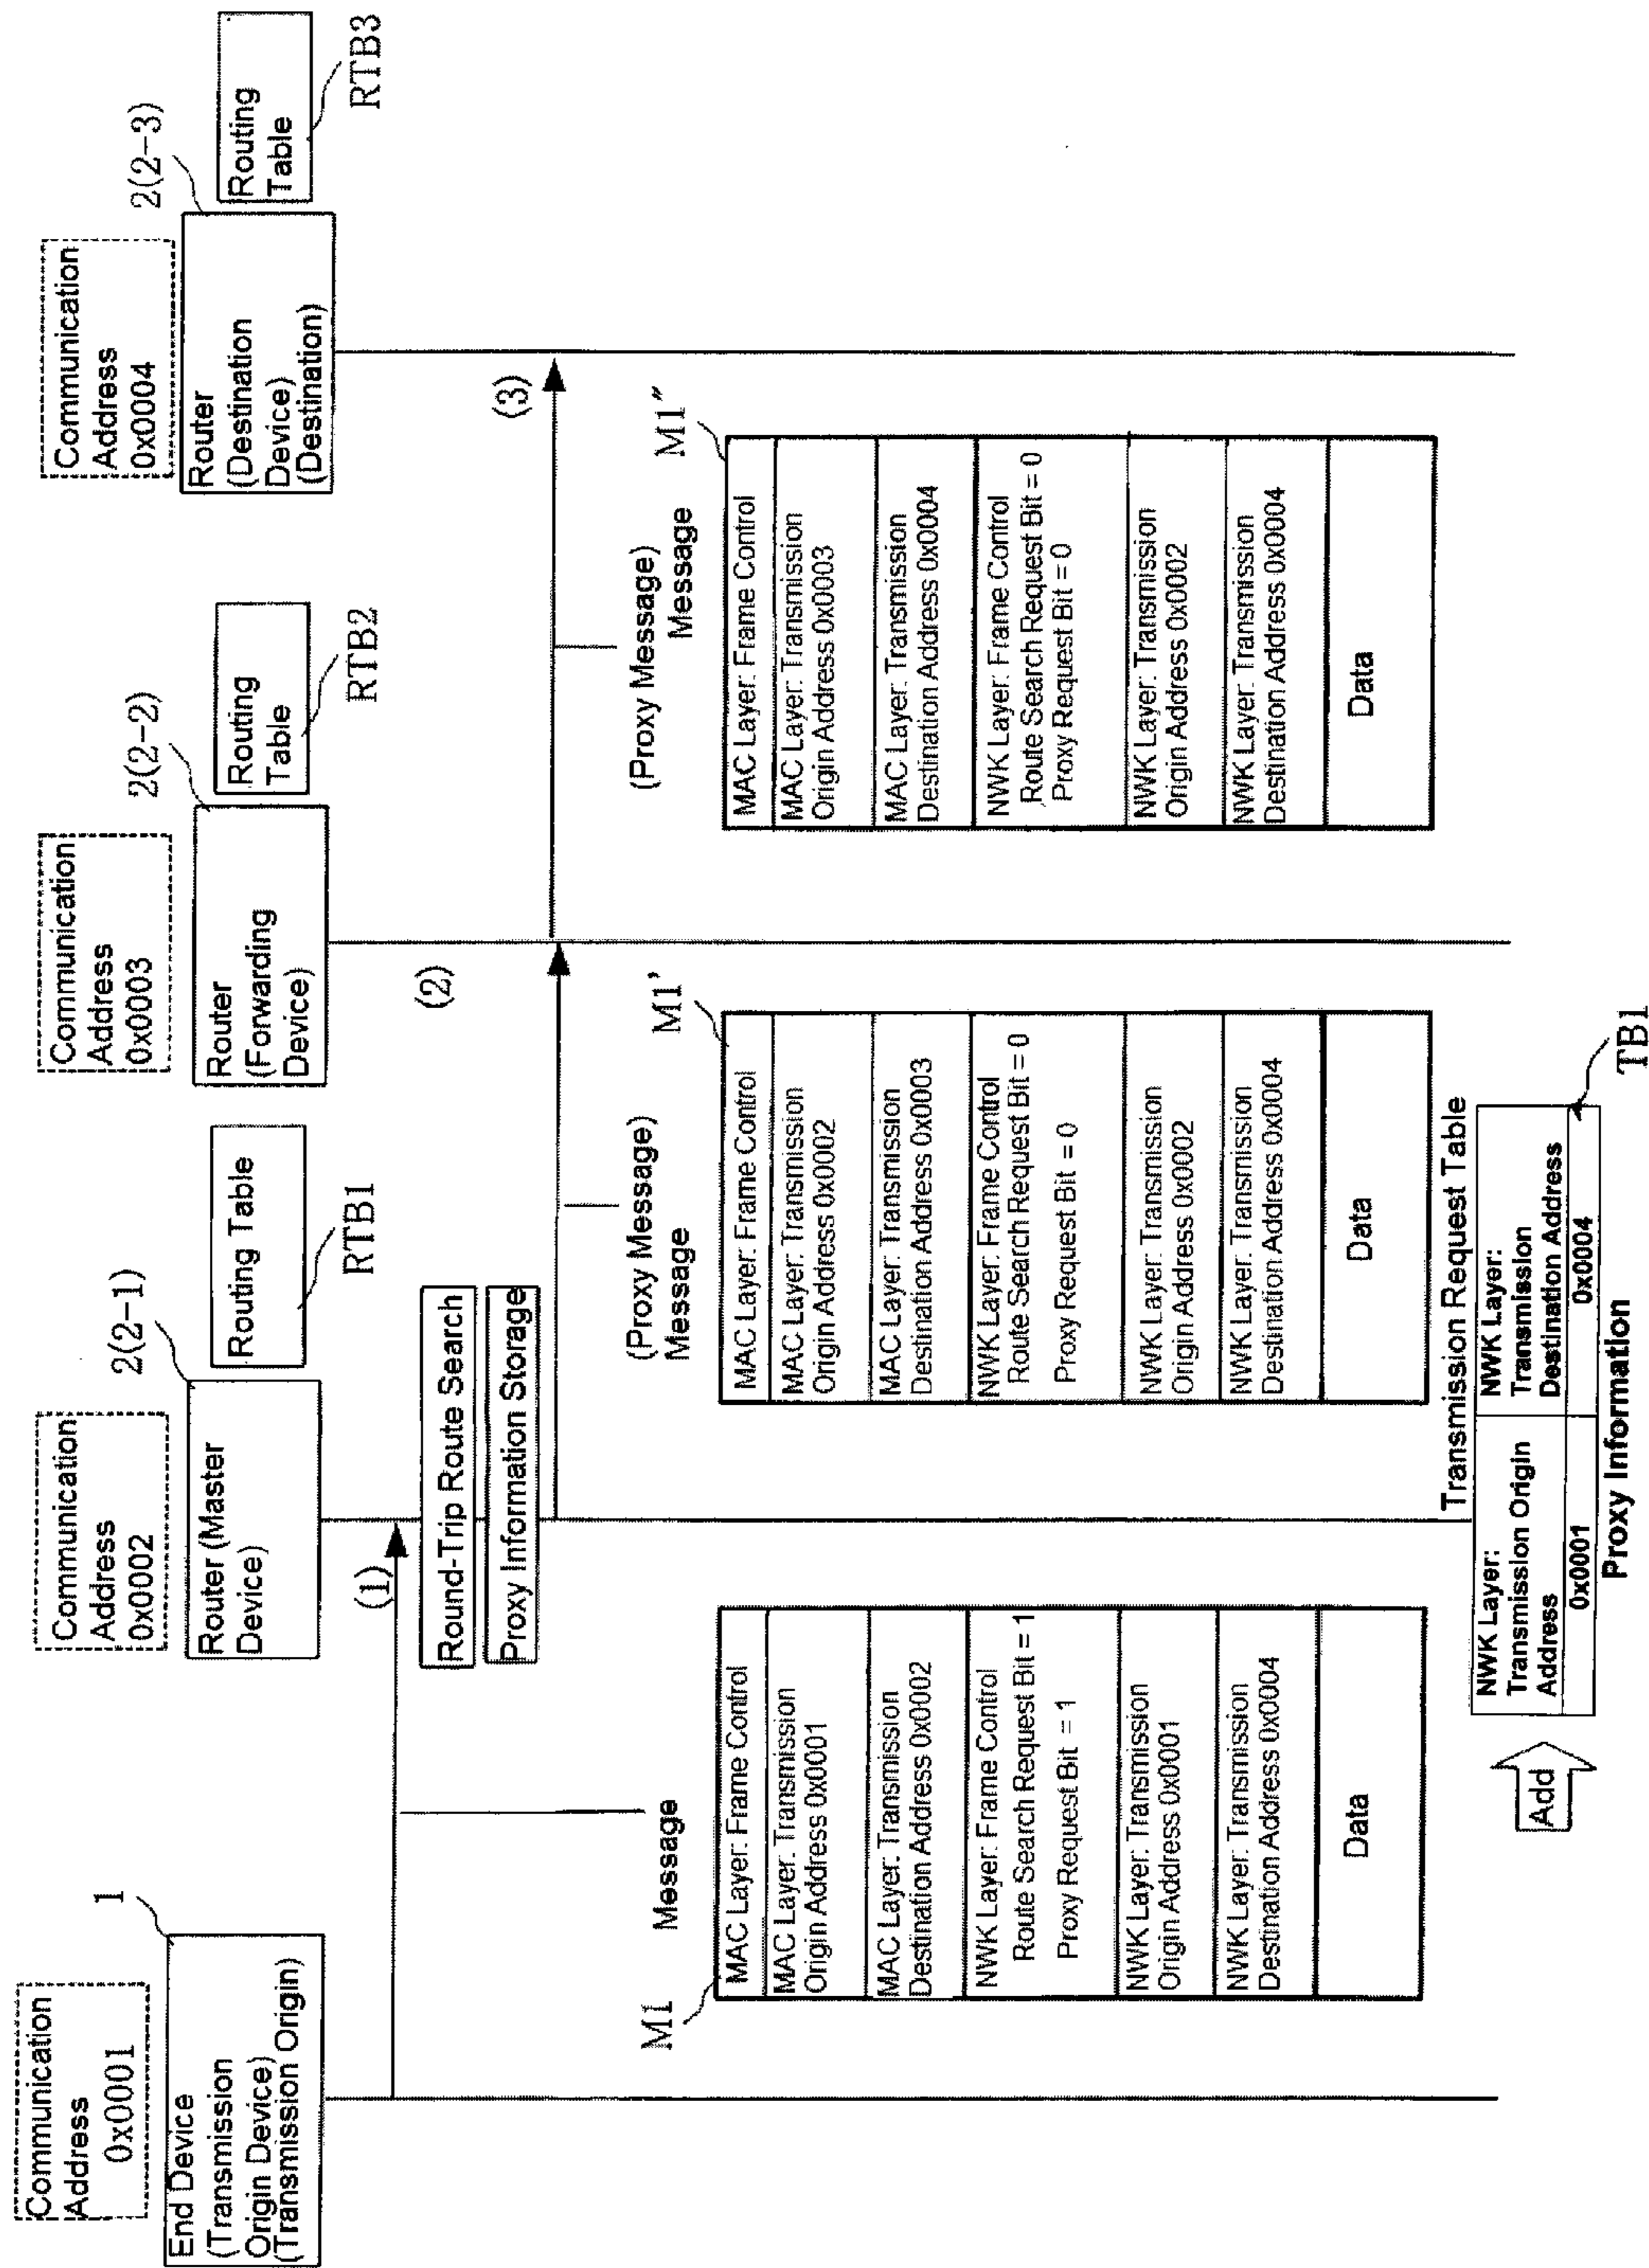 Communication
Address
0x0001
End Device
(Transmission
Origin Device)
(Transmission Origin)
1
Communication
Address
0x0002
Router (Master
Device)
2(2-1)
Routing Table
RTB1
Communication
Address
0x0003
Router
(Forwarding
Device)
2(2-2)
Routing
Table
RTB2
Communication
Address
0x0004
Router
(Destination
Device)
(Destination)
2(2-3)
Routing
Table
RTB3
(1)
Round-Trip Route Search
Proxy Information Storage
(2)
(3)
Message
M1
MAC Layer: Frame Control
MAC Layer: Transmission
Origin Address 0x0001
MAC Layer: Transmission
Destination Address 0x0002
NWK Layer: Frame Control
Route Search Request Bit = 1
Proxy Request Bit = 1
NWK Layer: Transmission
Origin Address 0x0001
NWK Layer: Transmission
Destination Address 0x0004
Data
(Proxy Message)
Message
M1'
MAC Layer: Frame Control
MAC Layer: Transmission
Origin Address 0x0002
MAC Layer: Transmission
Destination Address 0x0003
NWK Layer: Frame Control
Route Search Request Bit = 0
Proxy Request Bit = 0
NWK Layer: Transmission
Origin Address 0x0002
NWK Layer: Transmission
Destination Address 0x0004
Data
(Proxy Message)
Message
M1"
MAC Layer: Frame Control
MAC Layer: Transmission
Origin Address 0x0003
MAC Layer: Transmission
Destination Address 0x0004
NWK Layer: Frame Control
Route Search Request Bit = 0
Proxy Request Bit = 0
NWK Layer: Transmission
Origin Address 0x0002
NWK Layer: Transmission
Destination Address 0x0004
Data
Add
Transmission Request Table
NWK Layer:
Transmission Origin
Address
NWK Layer:
Transmission
Destination Address
0x0001
0x0004
Proxy Information
TB1